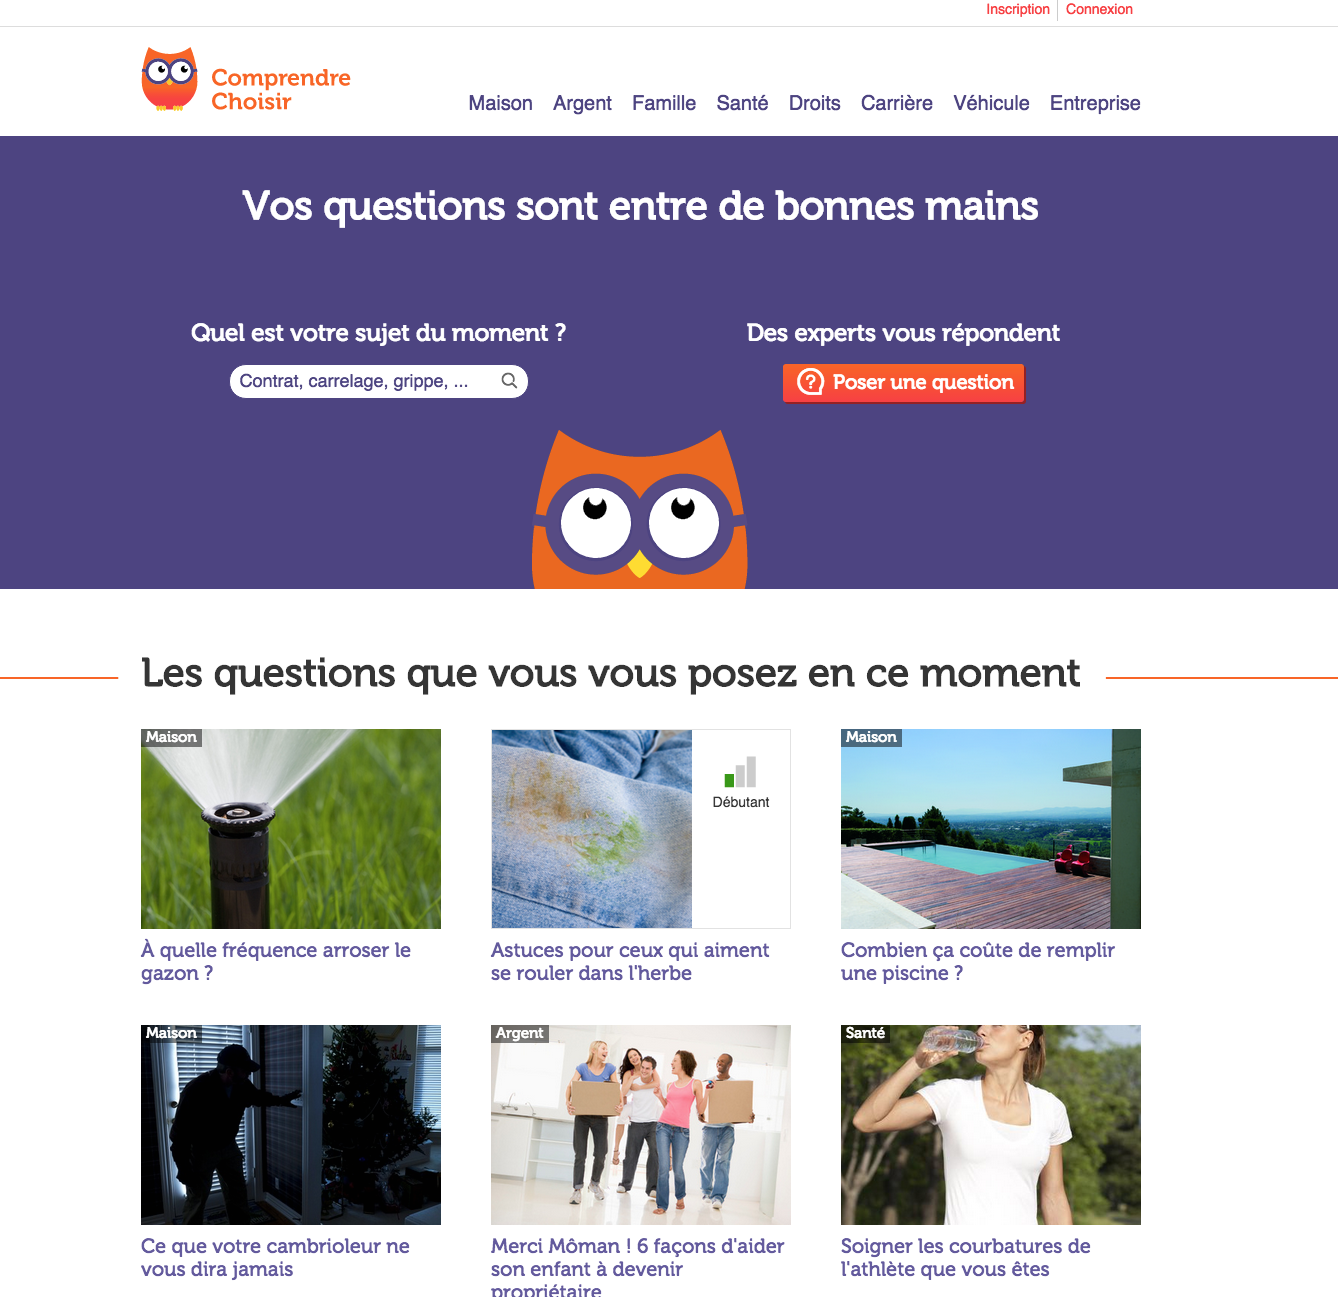 Inscription Connexion
Comprendre
Choisir
Maison Argent Famille Santé Droits Carrière Véhicule Entreprise
Vos questions sont entre de bonnes mains
Quel est votre sujet du moment ?
Contrat, carrelage, grippe, ...
Des experts vous répondent
Poser une question
Les questions que vous vous posez en ce moment
Maison
À quelle fréquence arroser le
gazon ?
Débutant
Astuces pour ceux qui aiment
se rouler dans l'herbe
Maison
Combien ça coûte de remplir
une piscine ?
Maison
Ce que votre cambrioleur ne
vous dira jamais
Argent
Merci Môman ! 6 façons d'aider
son enfant à devenir
propriétaire
Santé
Soigner les courbatures de
l'athlète que vous êtes